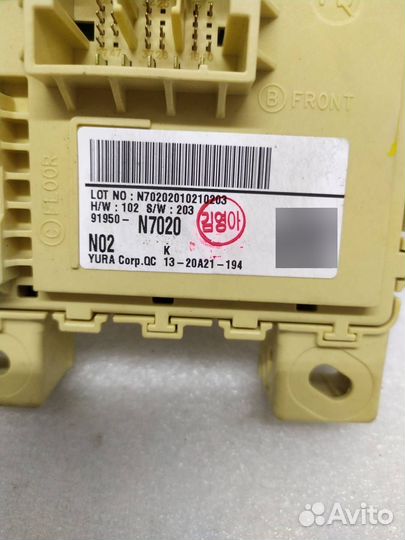 B FRONT
C FLOOR
LOT NO : N70202010210203
H/W : 102 S/W : 203
91950- N7020
김영아
N02 K
YURA Corp.QC 13-20A21-194
Avito